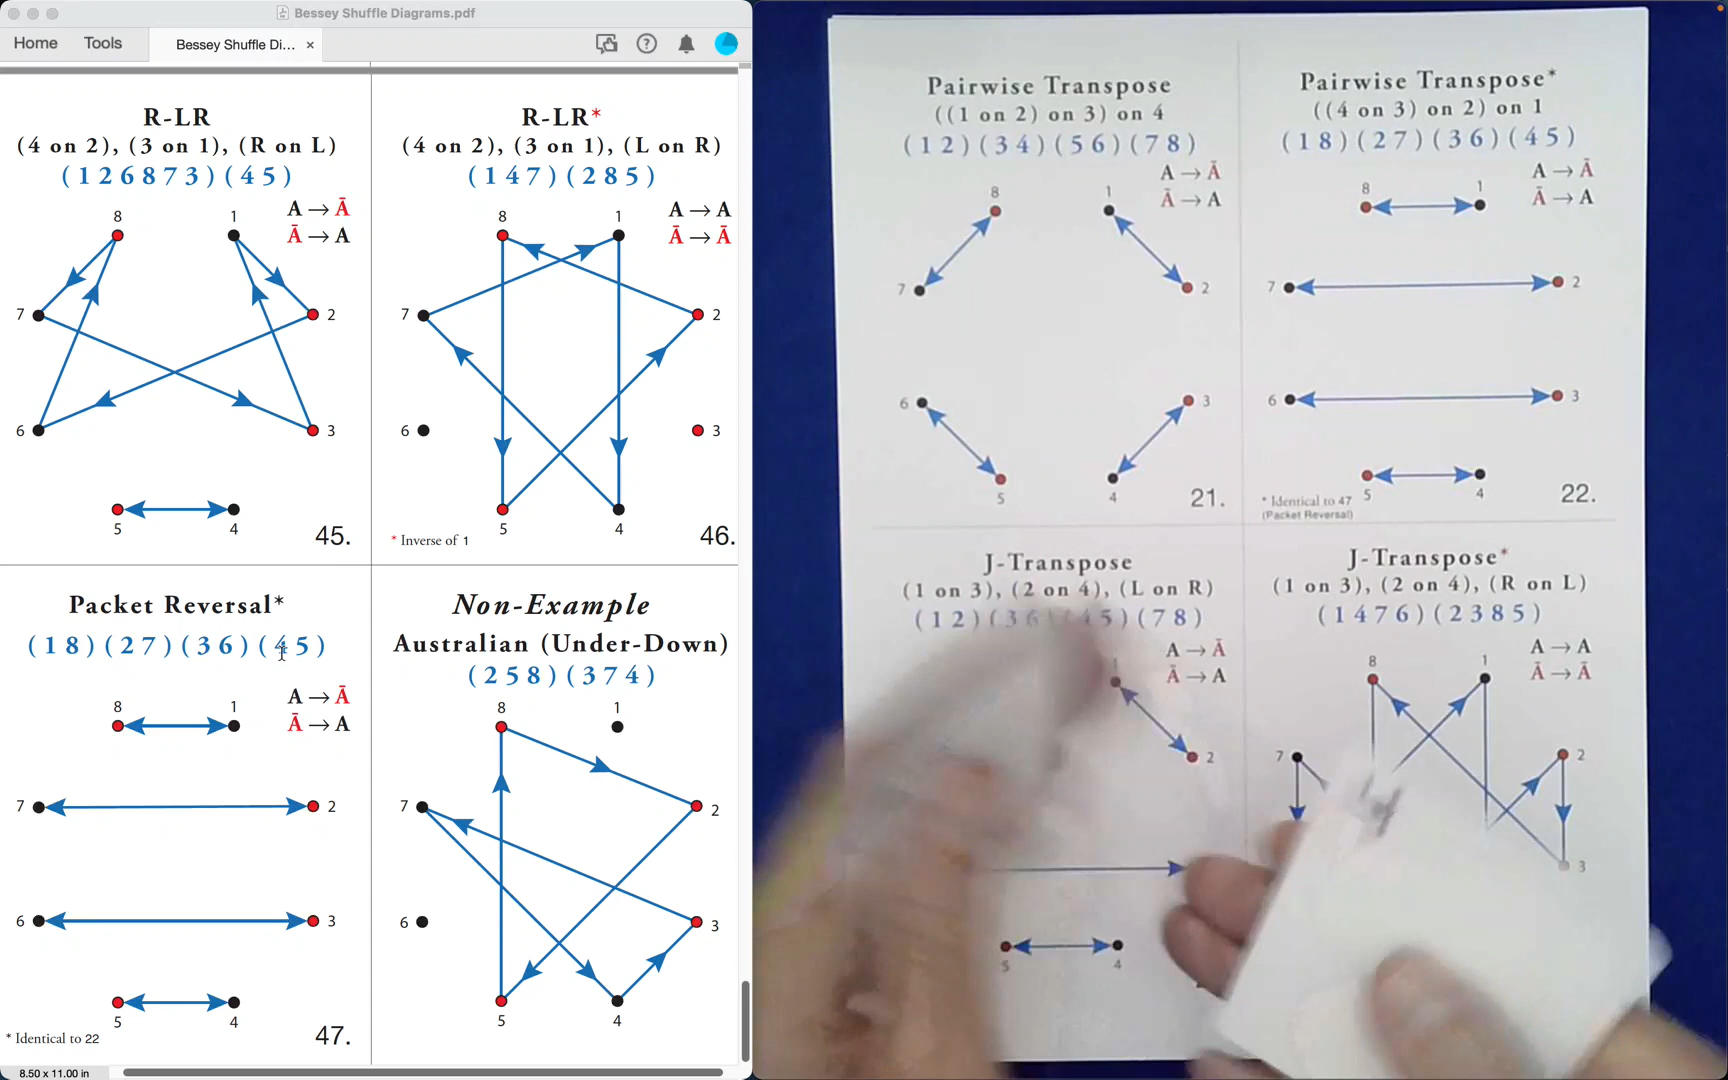 Bessey Shuffle Diagrams.pdf
Home Tools Bessey Shuffle Di... ×
R-LR
(4 on 2), (3 on 1), (R on L)
(126873)(45)
A → Ā
Ā → A
8 1
7 2
6 3
5 4
45.
R-LR*
(4 on 2), (3 on 1), (L on R)
(147)(285)
A → A
Ā → Ā
8 1
7 2
6 3
5 4
* Inverse of 1
46.
Packet Reversal*
(18)(27)(36)(45)
A → Ā
Ā → A
8 1
7 2
6 3
5 4
* Identical to 22
47.
Non-Example
Australian (Under-Down)
(258)(374)
8 1
7 2
6 3
5 4
8.50 x 11.00 in
Pairwise Transpose
((1 on 2) on 3) on 4
(12)(34)(56)(78)
A → Ā
Ā → A
8 1
7 2
6 3
5 4
21.
Pairwise Transpose*
((4 on 3) on 2) on 1
(18)(27)(36)(45)
A → Ā
Ā → A
8 1
7 2
6 3
5 4
* Identical to 47
(Packet Reversal)
22.
J-Transpose
(1 on 3), (2 on 4), (L on R)
(12)(36)(45)(78)
A → Ā
Ā → A
1
2
5 4
J-Transpose*
(1 on 3), (2 on 4), (R on L)
(1476)(2385)
A → A
Ā → Ā
8 1
7 2
3